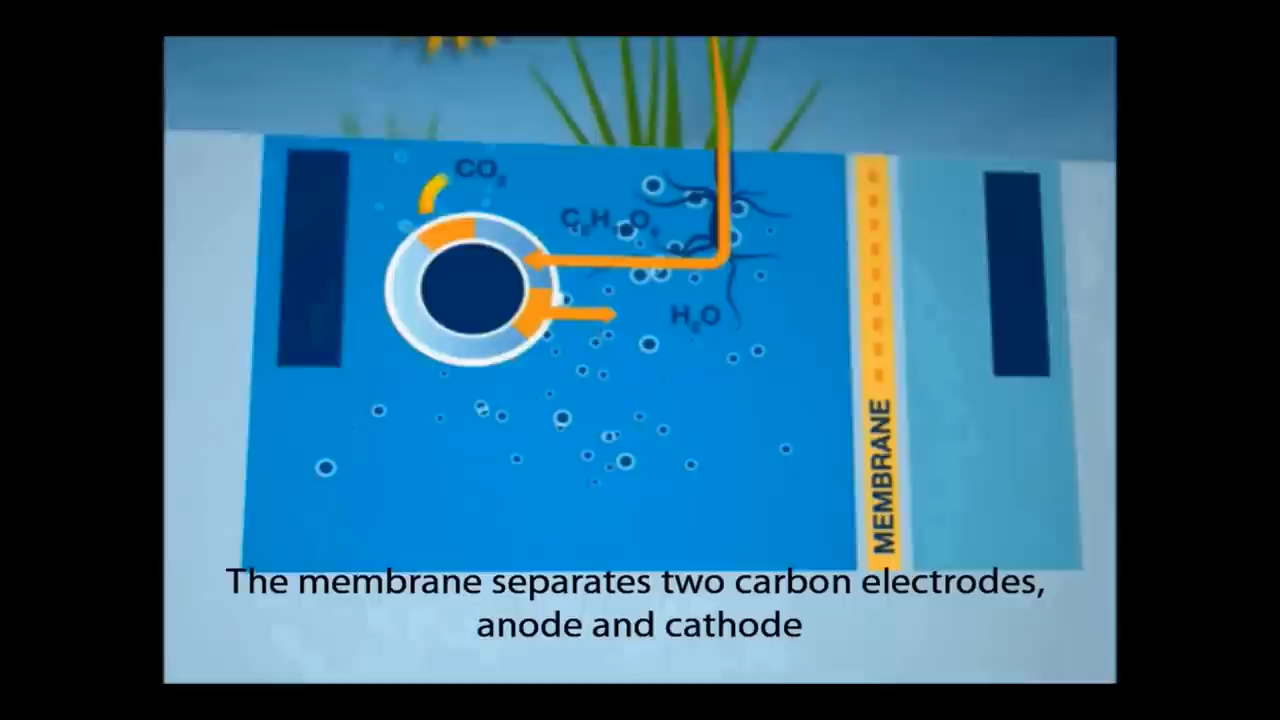 CO₂
C₆H₁₂O₆
H₂O
MEMBRANE
The membrane separates two carbon electrodes,
anode and cathode